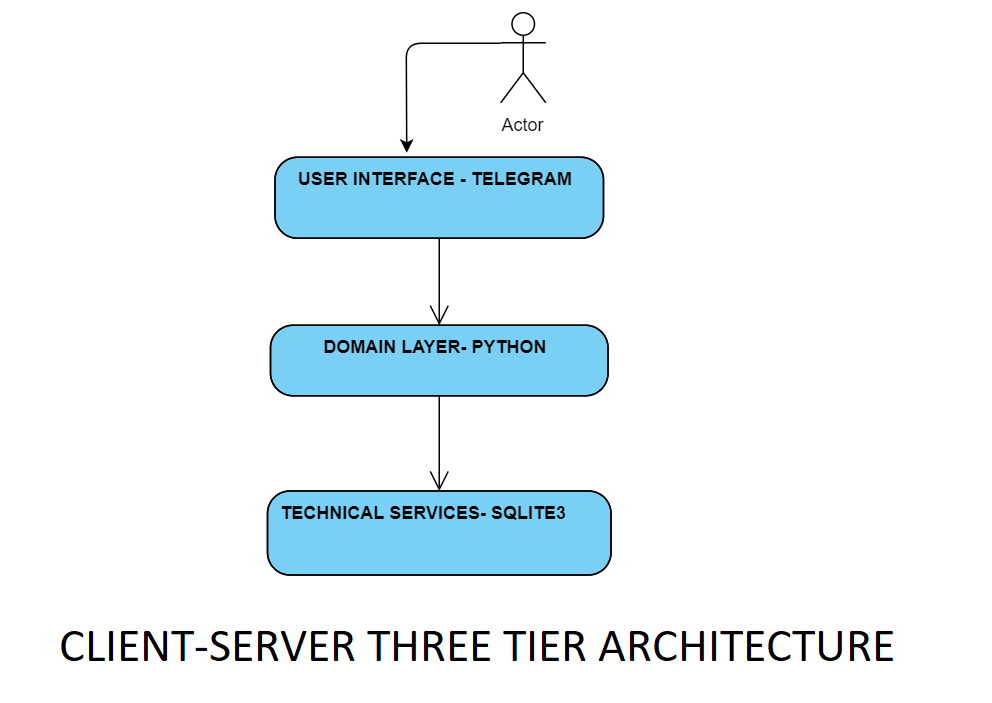 Actor
USER INTERFACE - TELEGRAM
DOMAIN LAYER- PYTHON
TECHNICAL SERVICES- SQLITE3
CLIENT-SERVER THREE TIER ARCHITECTURE